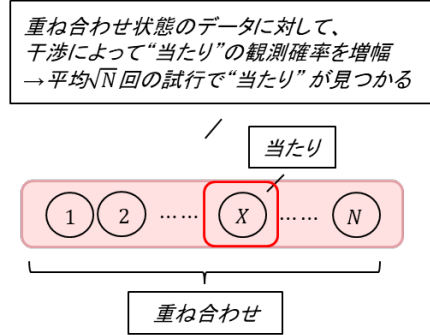 重ね合わせ状態のデータに対して、
干渉によって“当たり”の観測確率を増幅
→平均√N回の試行で“当たり” が見つかる
当たり
1 2 …… X …… N
重ね合わせ